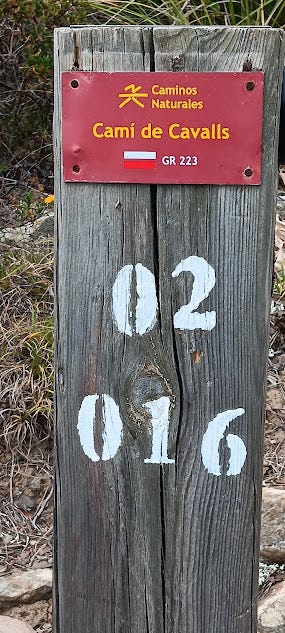 Caminos
Naturales
Camí de Cavalls
GR 223
02
016